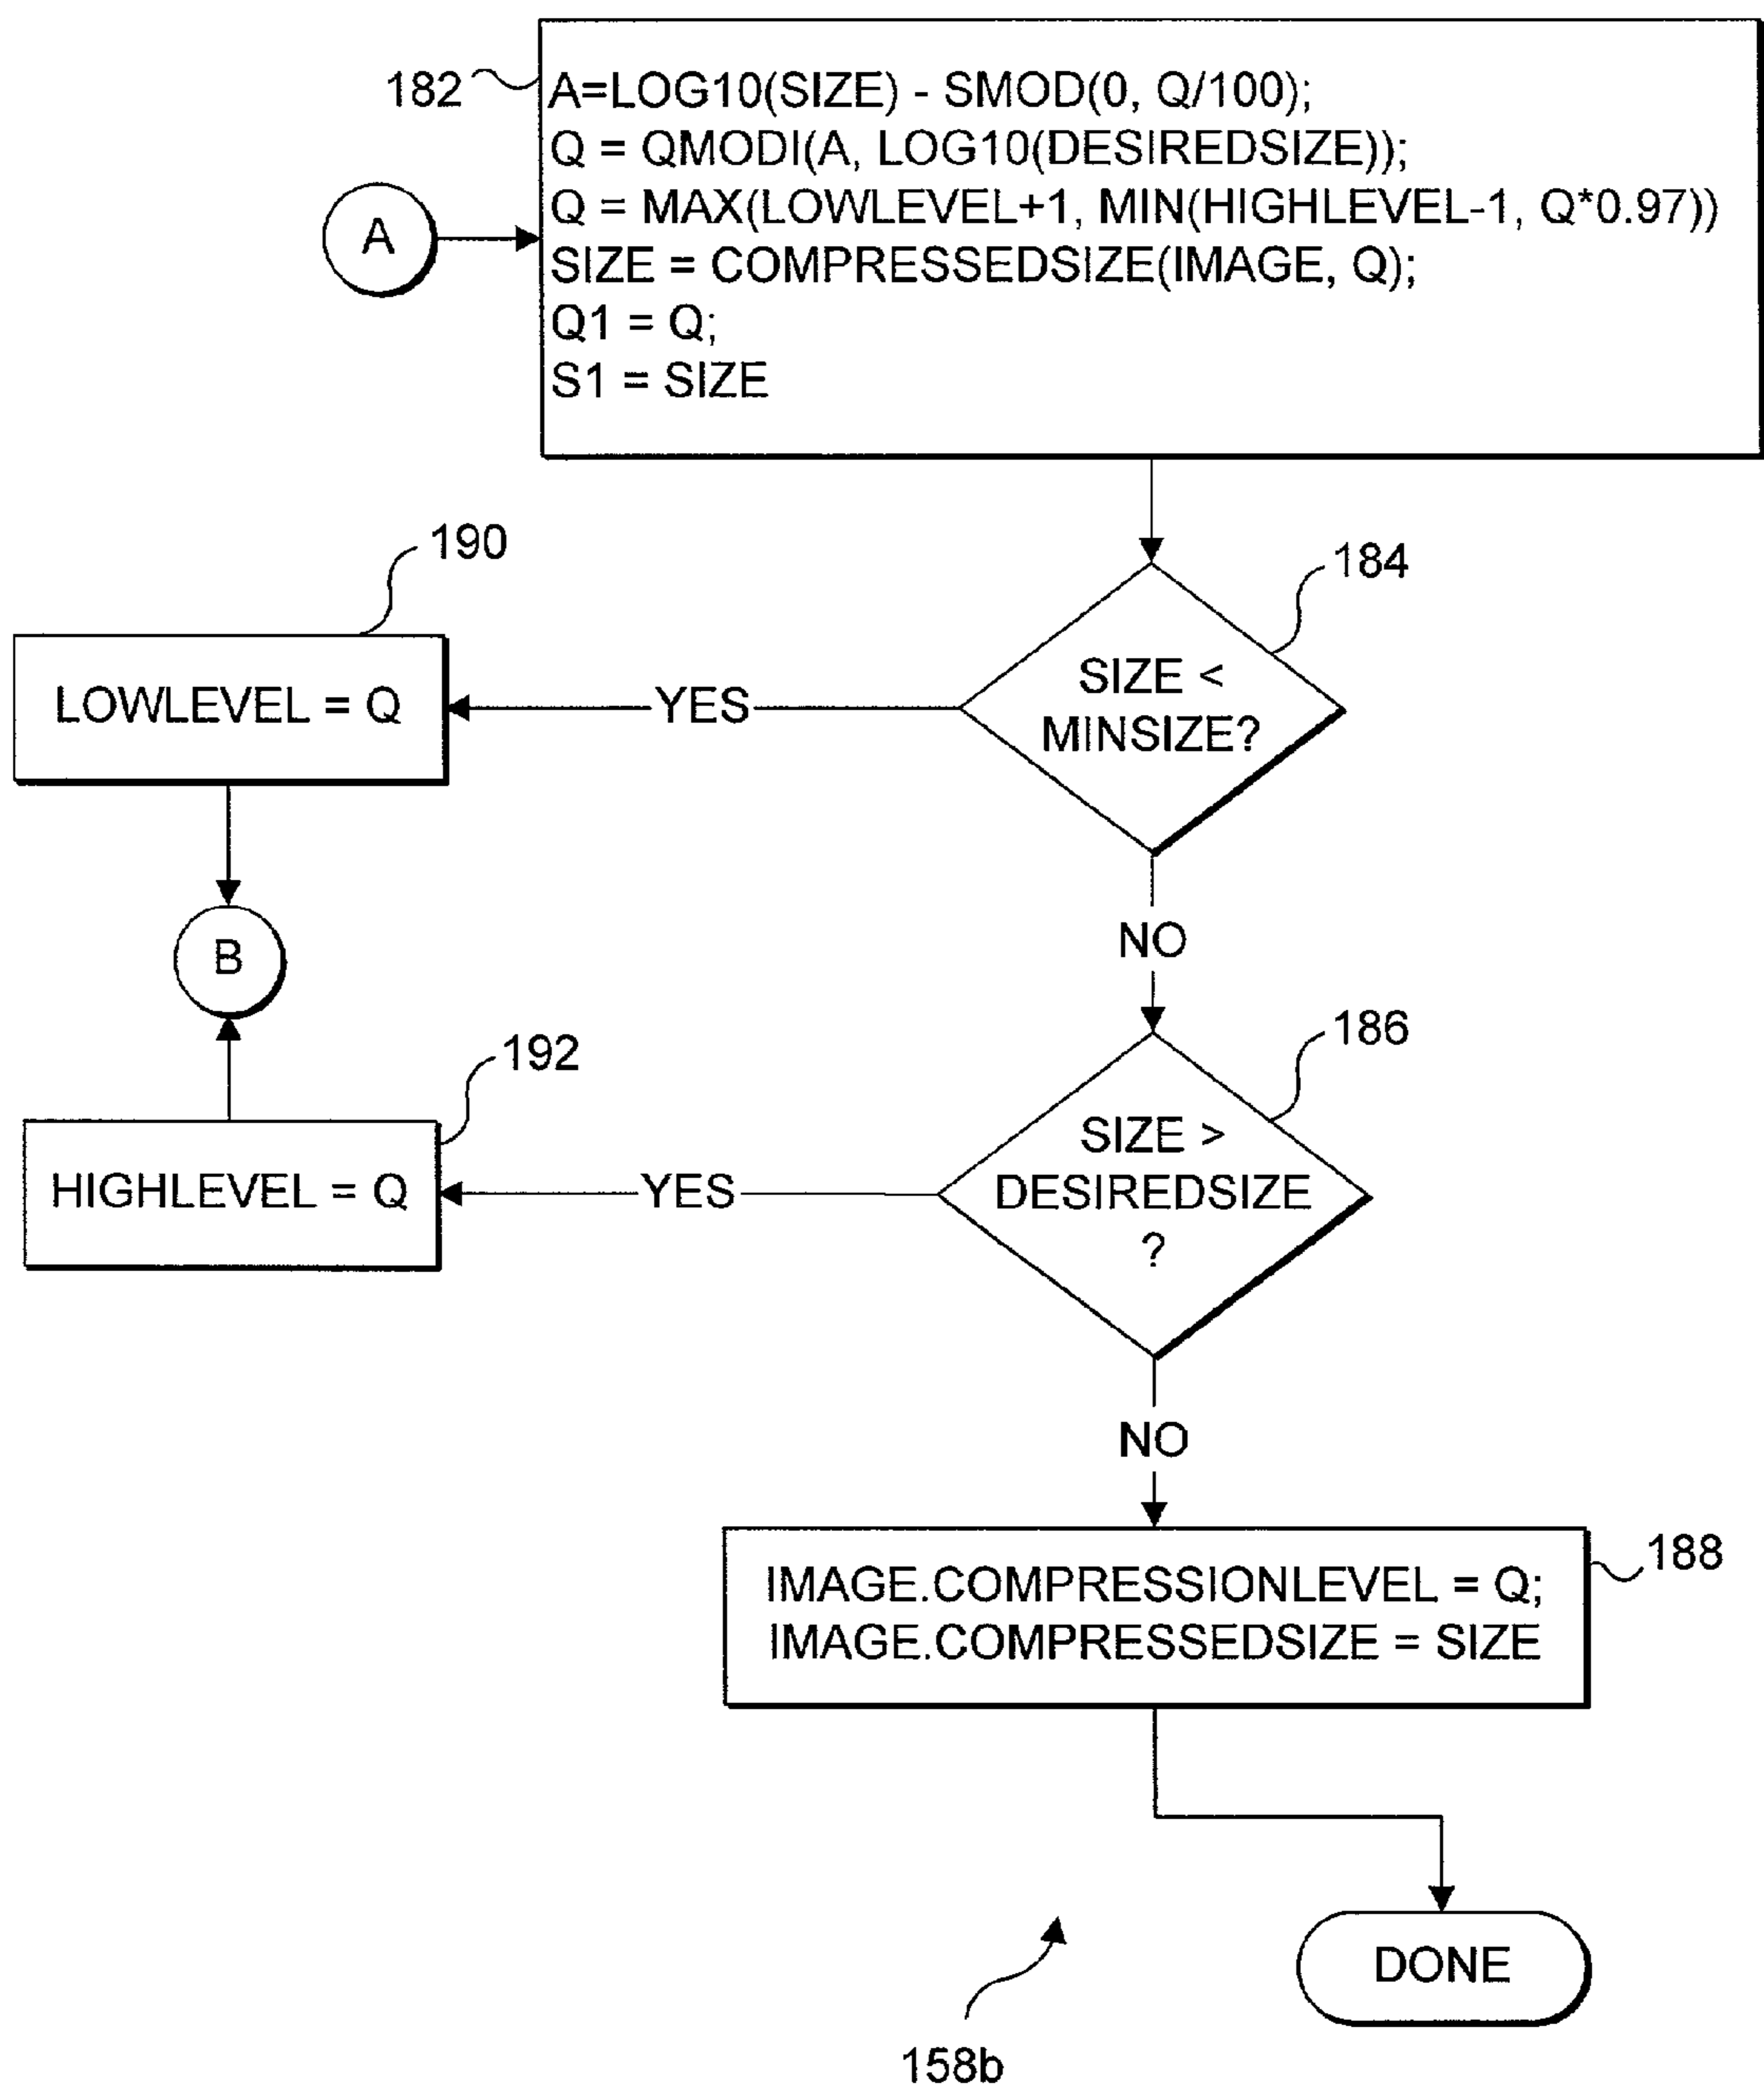 182
A=LOG10(SIZE) - SMOD(0, Q/100);
Q = QMODI(A, LOG10(DESIREDSIZE));
Q = MAX(LOWLEVEL+1, MIN(HIGHLEVEL-1, Q*0.97))
SIZE = COMPRESSEDSIZE(IMAGE, Q);
Q1 = Q;
S1 = SIZE
A
190
184
LOWLEVEL = Q
YES
SIZE <
MINSIZE?
B
NO
192
186
HIGHLEVEL = Q
YES
SIZE >
DESIREDSIZE
?
NO
188
IMAGE.COMPRESSIONLEVEL = Q;
IMAGE.COMPRESSEDSIZE = SIZE
DONE
158b